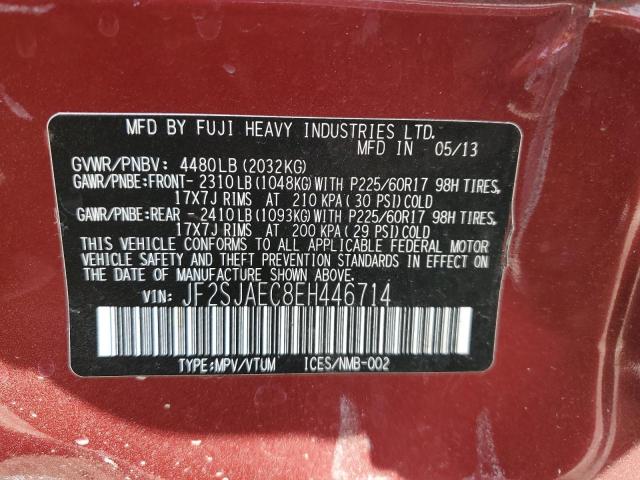 MFD BY FUJI HEAVY INDUSTRIES LTD.
MFD IN 05/13
GVWR/PNBV: 4480LB (2032KG)
GAWR/PNBE:FRONT- 2310LB (1048KG) WITH P225/60R17 98H TIRES,
17X7J RIMS AT 210 KPA (30 PSI) COLD
GAWR/PNBE:REAR - 2410LB (1093KG) WITH P225/60R17 98H TIRES,
17X7J RIMS AT 200 KPA (29 PSI) COLD
THIS VEHICLE CONFORMS TO ALL APPLICABLE FEDERAL MOTOR
VEHICLE SAFETY AND THEFT PREVENTION STANDARDS IN EFFECT
ON THE DATE OF MANUFACTURE SHOWN ABOVE.
VIN: JF2SJAEC8EH446714
TYPE:MPV/VTUM ICES/NMB-002